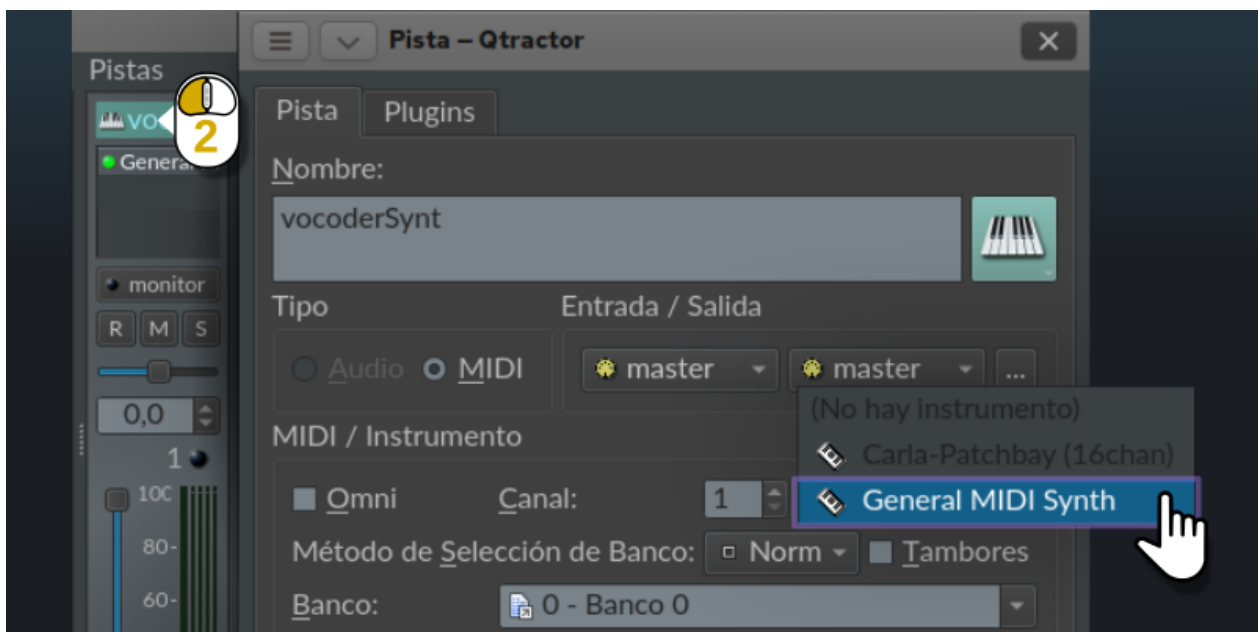 Pista – Qtractor
Pistas
Pista Plugins
VO
2
General
Nombre:
vocoderSynt
monitor
Tipo
Entrada / Salida
R M S
Audio MIDI
master
master
...
(No hay instrumento)
0,0
MIDI / Instrumento
Carla-Patchbay (16chan)
1
Omni
Canal:
1
General MIDI Synth
100
80-
Método de Selección de Banco:
Norm
Tambores
60-
Banco:
0 - Banco 0